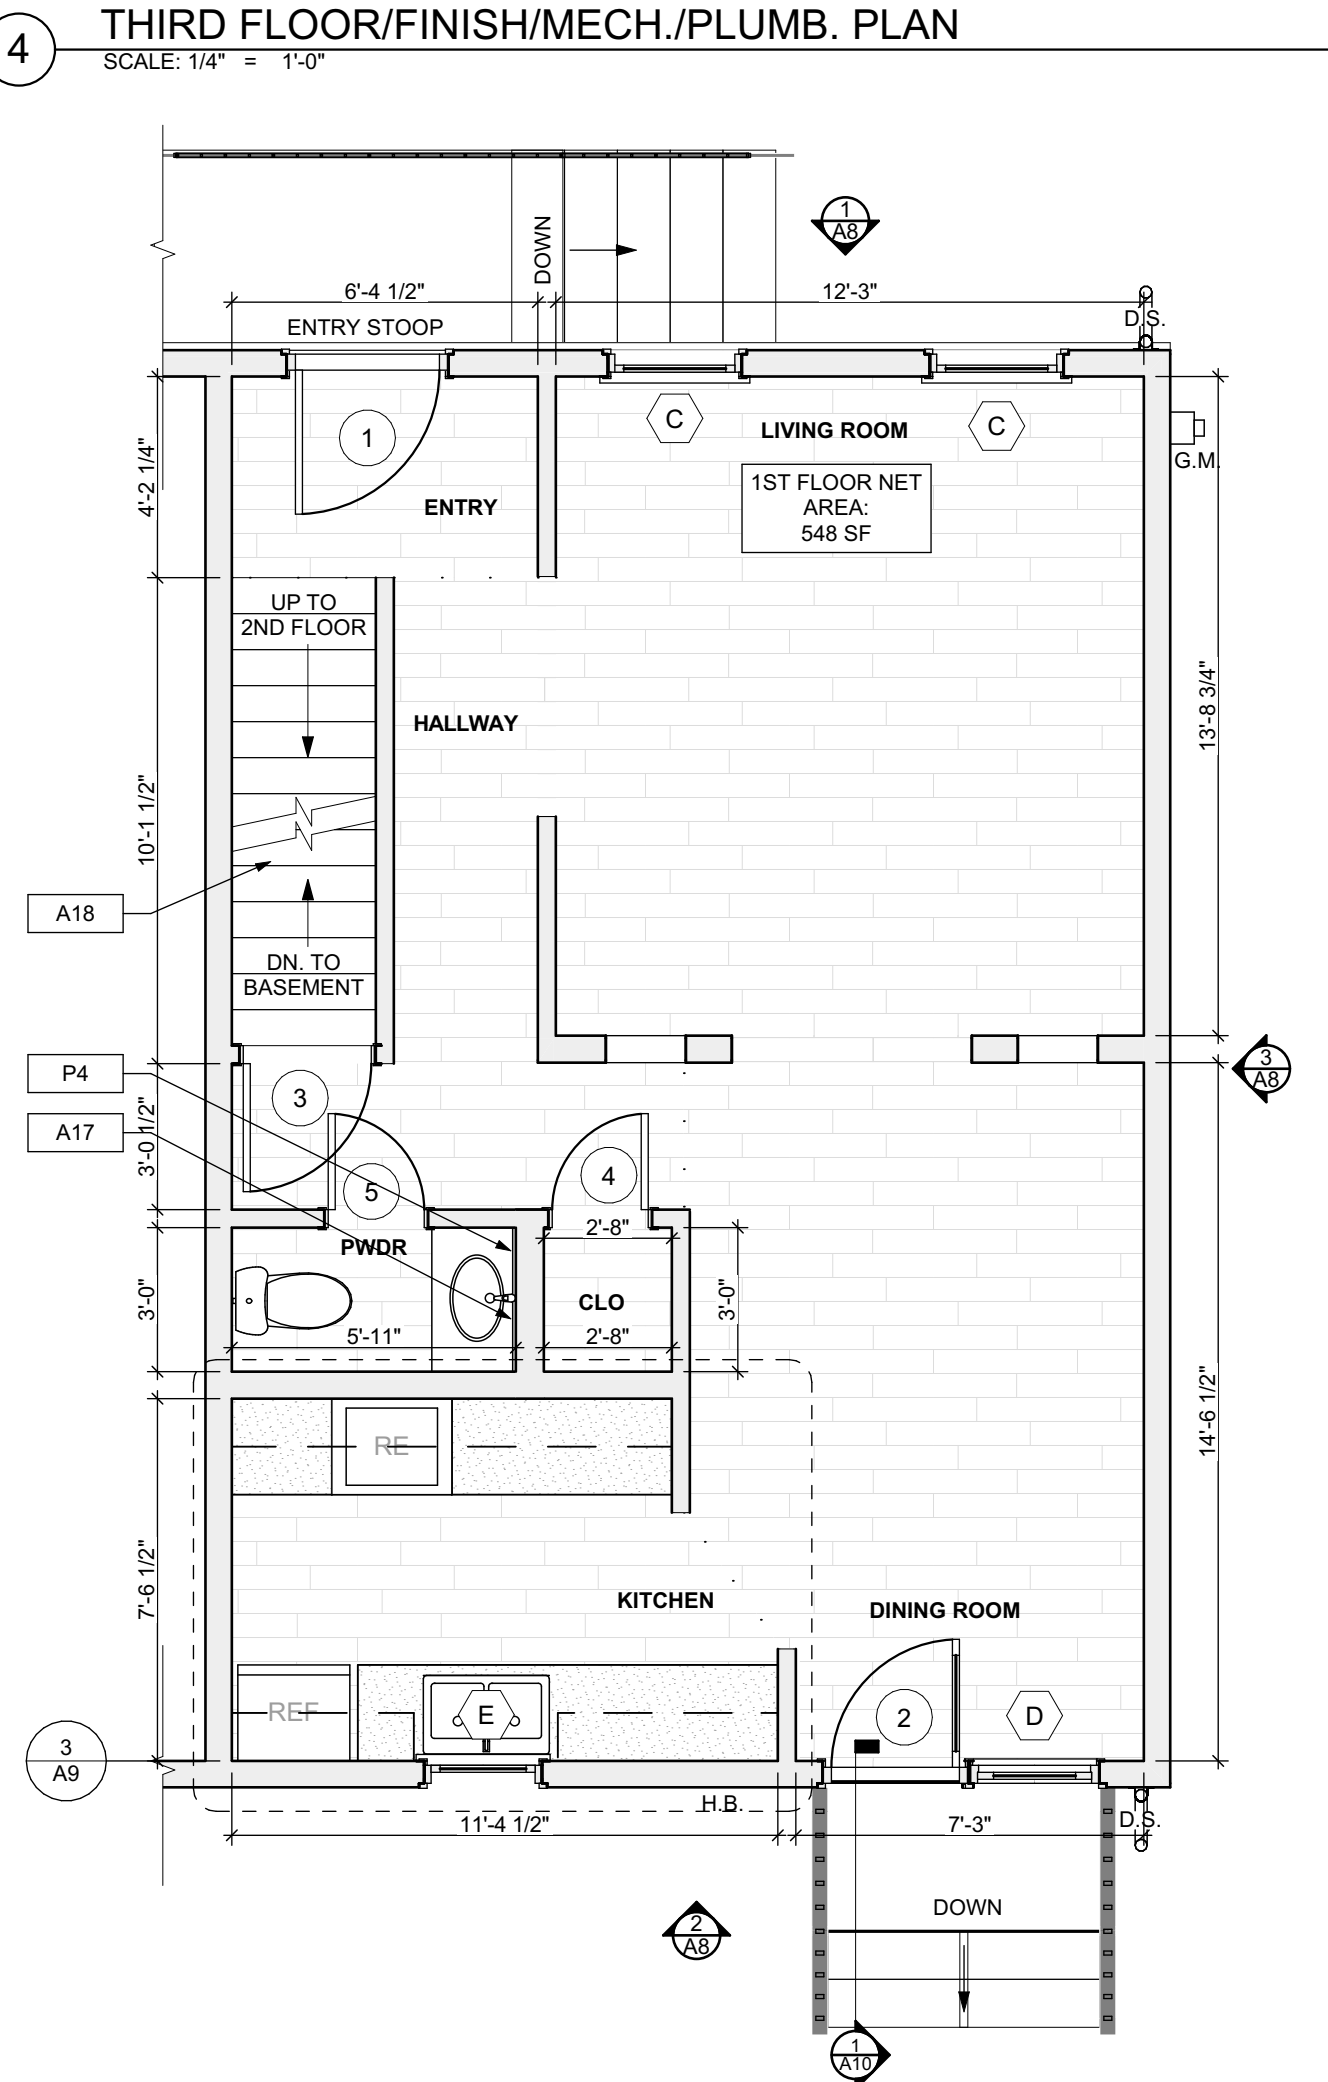 4
THIRD FLOOR/FINISH/MECH./PLUMB. PLAN
SCALE: 1/4" = 1'-0"
DOWN
1
A8
6'-4 1/2"
12'-3"
ENTRY STOOP
D.S.
1
C
C
LIVING ROOM
4'-2 1/4"
G.M.
1ST FLOOR NET
AREA:
548 SF
ENTRY
UP TO
2ND FLOOR
HALLWAY
13'-8 3/4"
10'-1 1/2"
A18
DN. TO
BASEMENT
3
A8
P4
3
A17
3'-0 1/2"
5
4
2'-8"
PWDR
3'-0"
CLO
3'-0"
5'-11"
2'-8"
14'-6 1/2"
RE
7'-6 1/2"
KITCHEN
DINING ROOM
REF
E
2
D
3
A9
H.B.
11'-4 1/2"
7'-3"
D.S.
DOWN
2
A8
1
A10